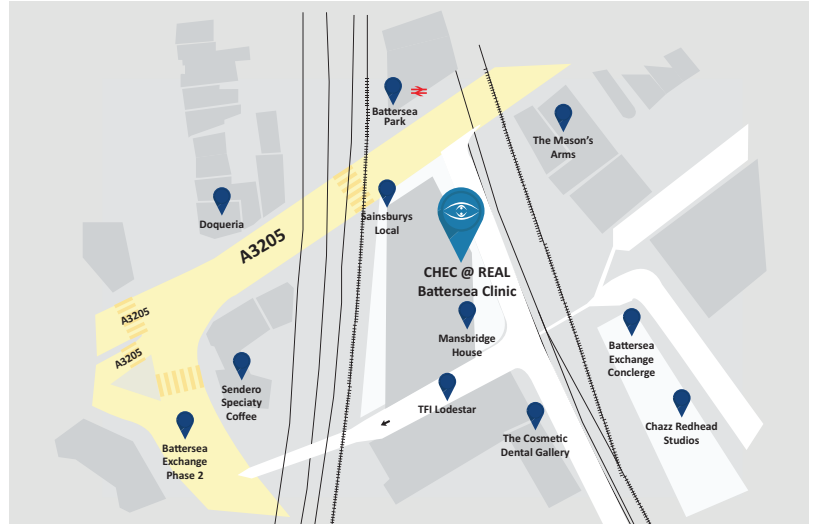 Battersea
Park
The Mason's
Arms
Doqueria
Sainsburys
Local
A3205
CHEC @ REAL
Battersea Clinic
A3205
Mansbridge
House
Battersea
Exchange
Concierge
A3205
Sendero
Speciaty
Coffee
TFI Lodestar
Chazz Redhead
Studios
The Cosmetic
Dental Gallery
Battersea
Exchange
Phase 2